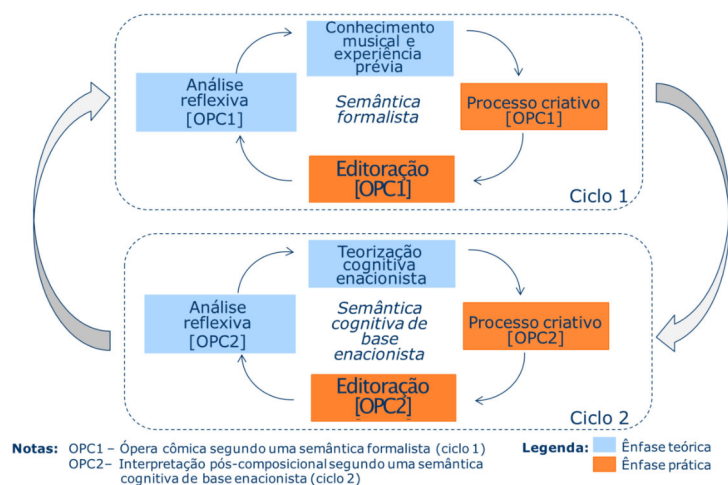 Conhecimento
musical e
experiência
prévia
Análise
reflexiva
[OPC1]
Semântica
formalista
Processo criativo
[OPC1]
Editoração
[OPC1]
Ciclo 1
Teorização
cognitiva
enacionista
Análise
reflexiva
[OPC2]
Semântica
cognitiva de
base
enacionista
Processo criativo
[OPC2]
Editoração
[OPC2]
Ciclo 2
Notas: OPC1 – Ópera cômica segundo uma semântica formalista (ciclo 1)
OPC2– Interpretação pós-composicional segundo uma semântica
cognitiva de base enacionista (ciclo 2)
Legenda:
Ênfase teórica
Ênfase prática